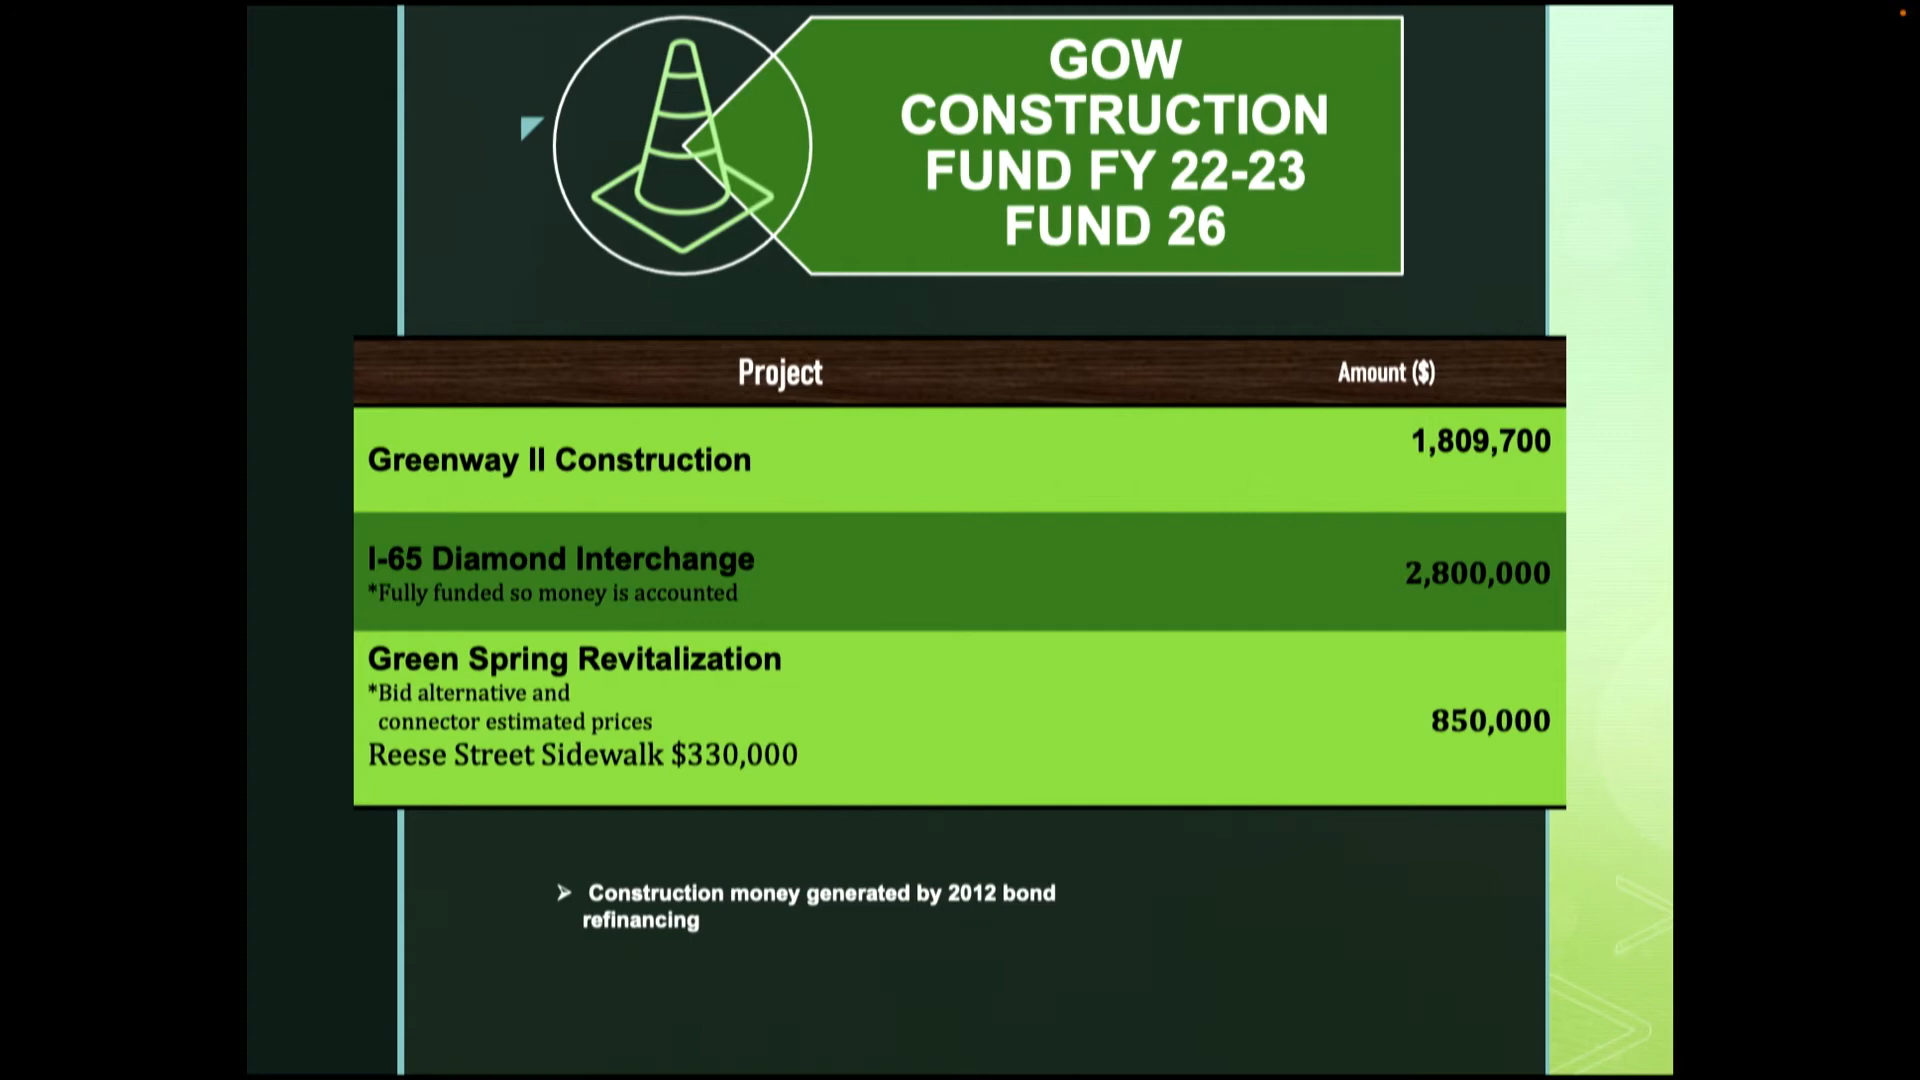 GOW
CONSTRUCTION
FUND FY 22-23
FUND 26
Project Amount ($)
Greenway II Construction 1,809,700
I-65 Diamond Interchange
*Fully funded so money is accounted
2,800,000
Green Spring Revitalization
*Bid alternative and
connector estimated prices
850,000
Reese Street Sidewalk $330,000
➢ Construction money generated by 2012 bond
refinancing